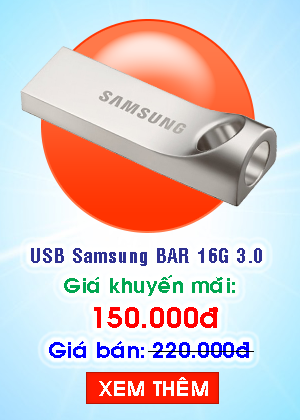 SAMSUNG
USB Samsung BAR 16G 3.0
Giá khuyến mãi:
150.000đ
Giá bán: 220.000đ
XEM THÊM